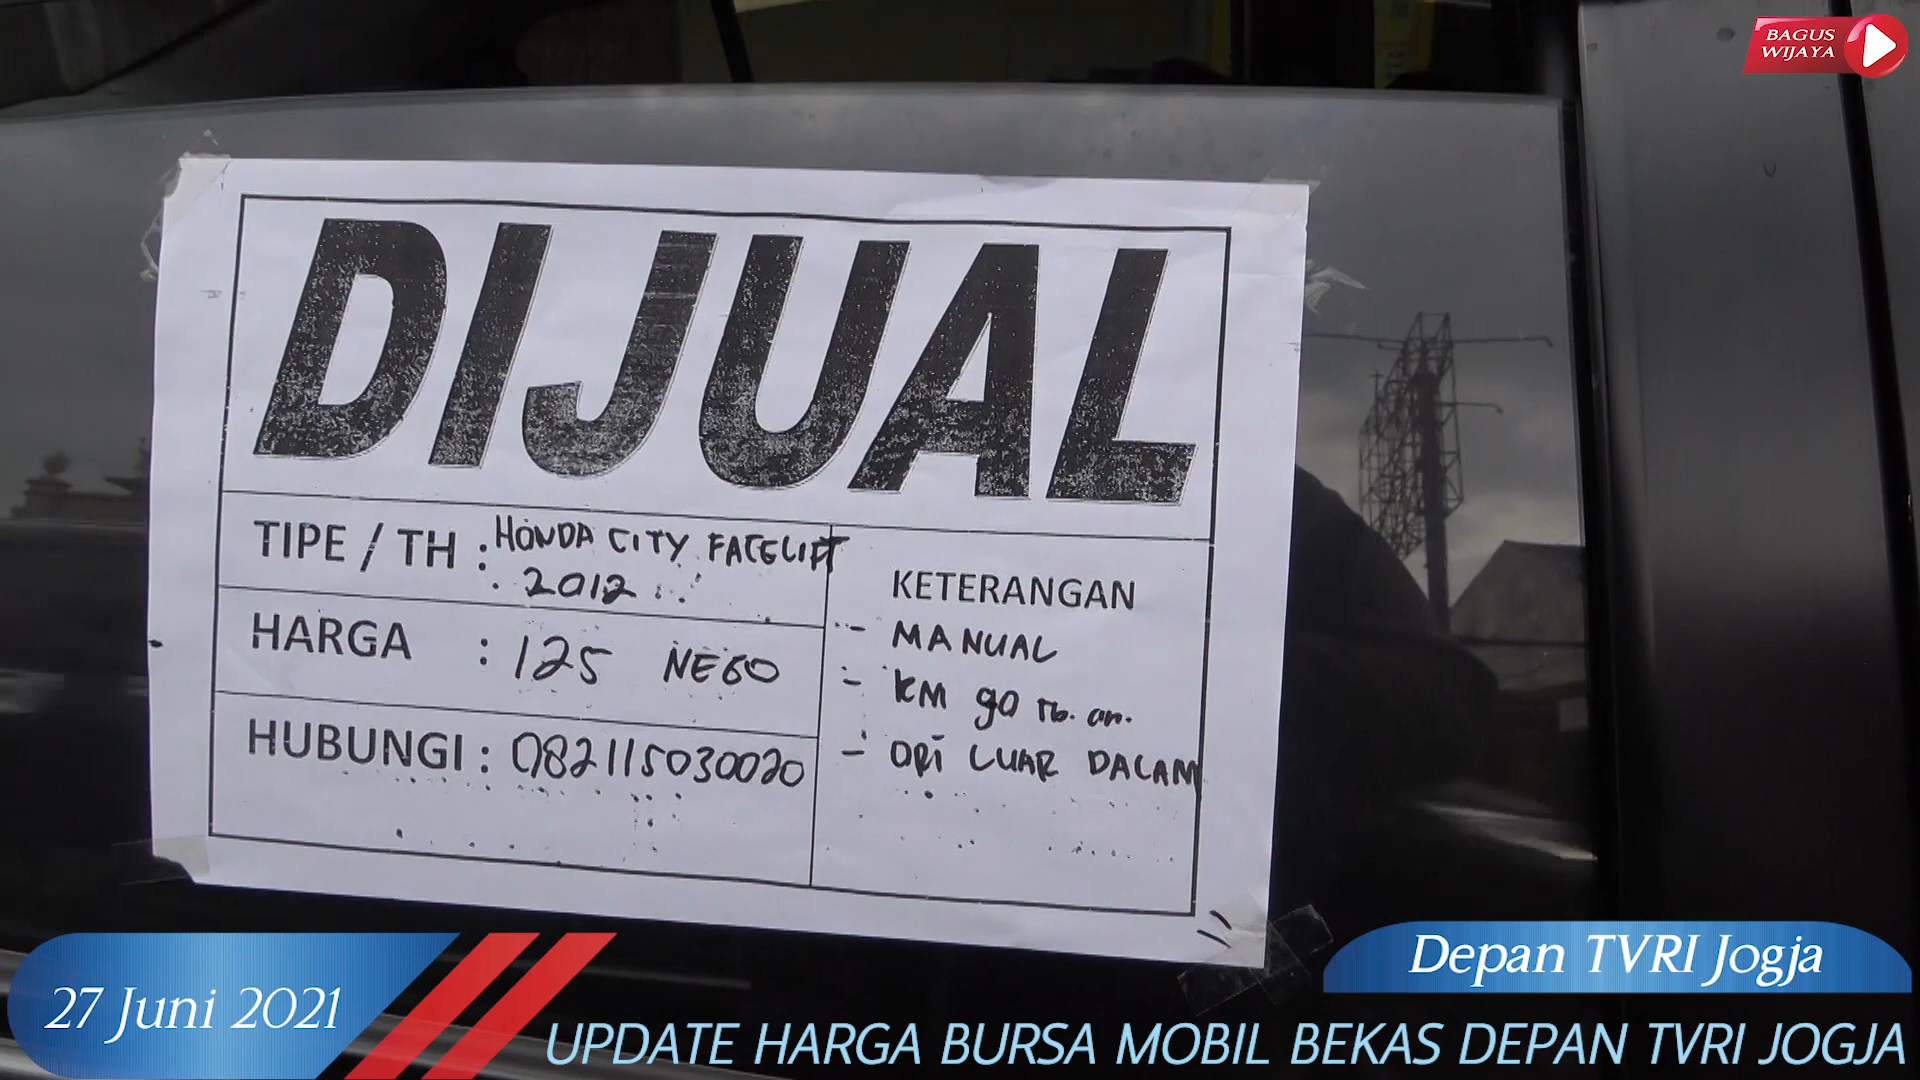 BAGUS
WIJAYA
DIJUAL
TIPE / TH : HONDA CITY FACELIFT
2012
HARGA : 125 NEGO
HUBUNGI : 082115030020
KETERANGAN
- MANUAL
- KM 90 rb. an.
- ORI LUAR DALAM
27 Juni 2021
Depan TVRI Jogja
UPDATE HARGA BURSA MOBIL BEKAS DEPAN TVRI JOGJA